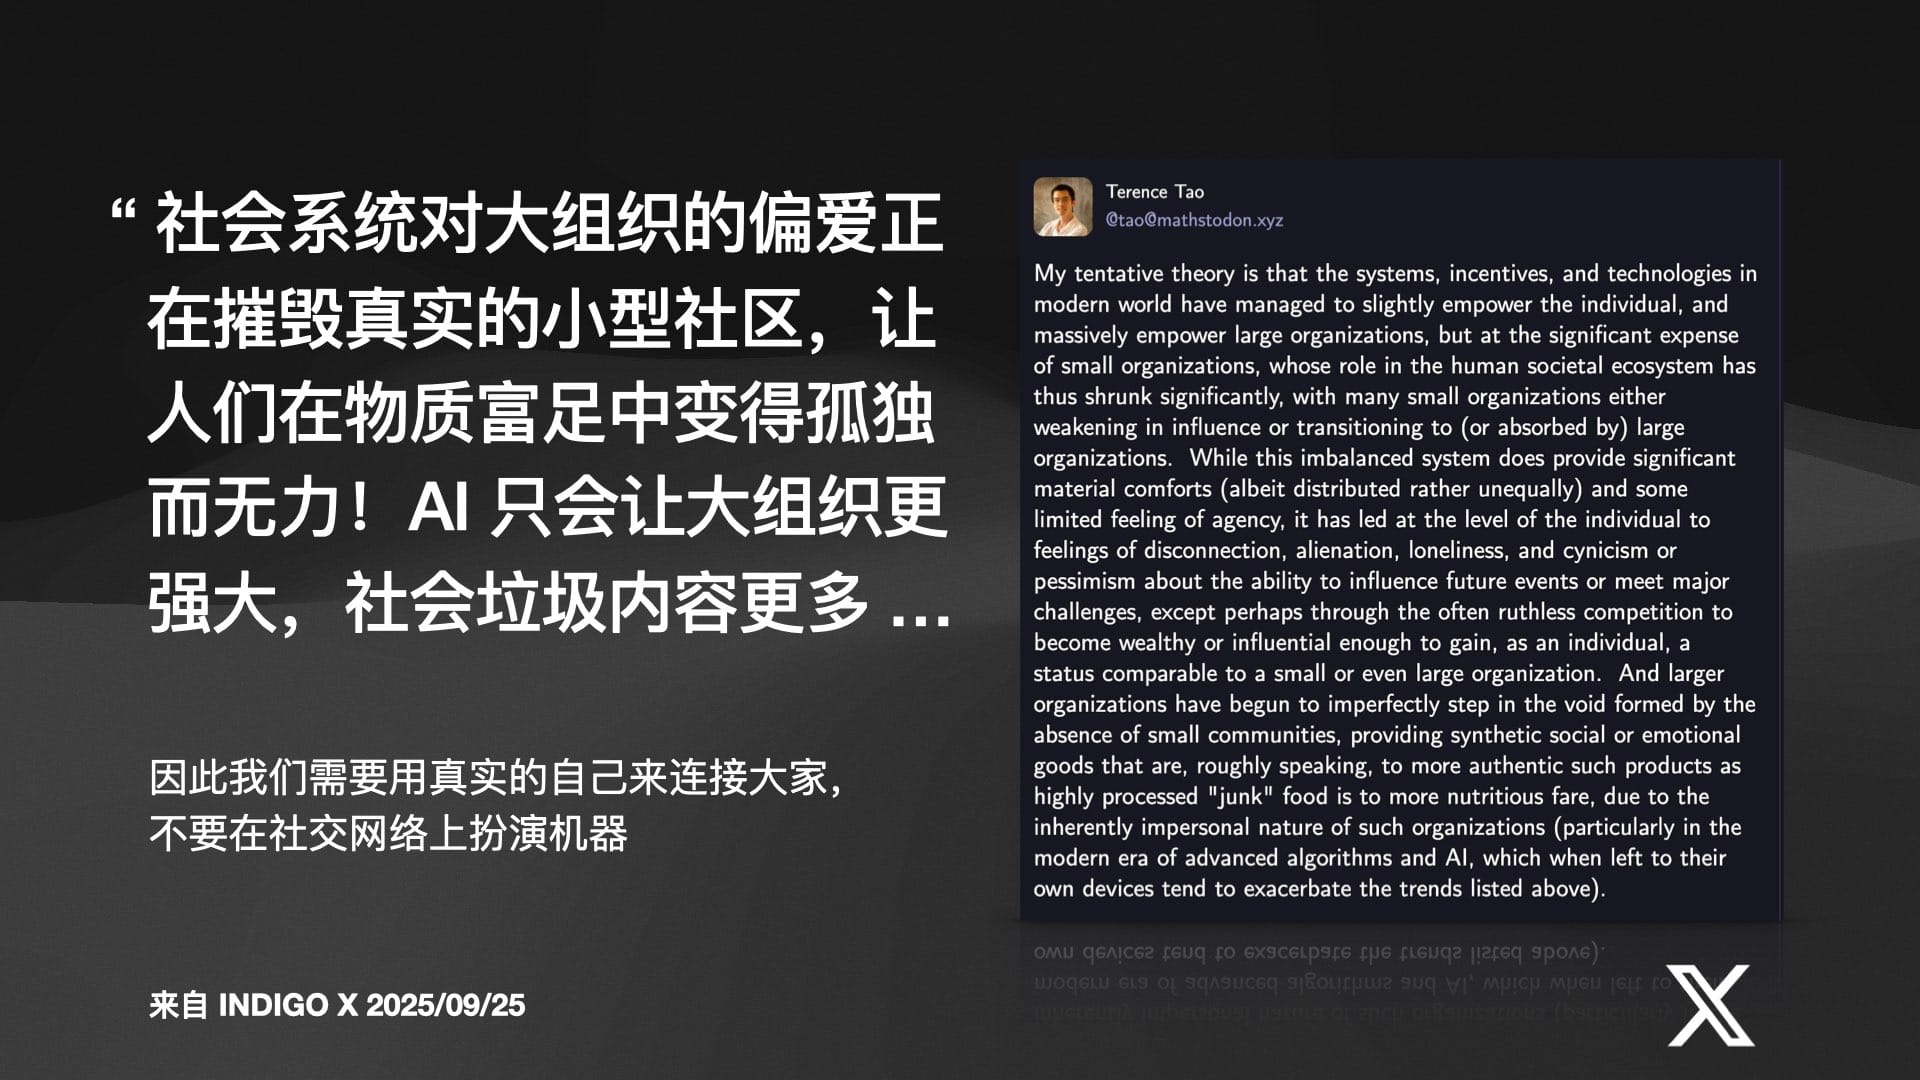 “ 社会系统对大组织的偏爱正
在摧毁真实的小型社区，让
人们在物质富足中变得孤独
而无力！AI 只会让大组织更
强大，社会垃圾内容更多 ...
因此我们需要用真实的自己来连接大家，
不要在社交网络上扮演机器
来自 INDIGO X 2025/09/25
Terence Tao
@tao@mathstodon.xyz
My tentative theory is that the systems, incentives, and technologies in
modern world have managed to slightly empower the individual, and
massively empower large organizations, but at the significant expense
of small organizations, whose role in the human societal ecosystem has
thus shrunk significantly, with many small organizations either
weakening in influence or transitioning to (or absorbed by) large
organizations.  While this imbalanced system does provide significant
material comforts (albeit distributed rather unequally) and some
limited feeling of agency, it has led at the level of the individual to
feelings of disconnection, alienation, loneliness, and cynicism or
pessimism about the ability to influence future events or meet major
challenges, except perhaps through the often ruthless competition to
become wealthy or influential enough to gain, as an individual, a
status comparable to a small or even large organization.  And larger
organizations have begun to imperfectly step in the void formed by the
absence of small communities, providing synthetic social or emotional
goods that are, roughly speaking, to more authentic such products as
highly processed "junk" food is to more nutritious fare, due to the
inherently impersonal nature of such organizations (particularly in the
modern era of advanced algorithms and AI, which when left to their
own devices tend to exacerbate the trends listed above).